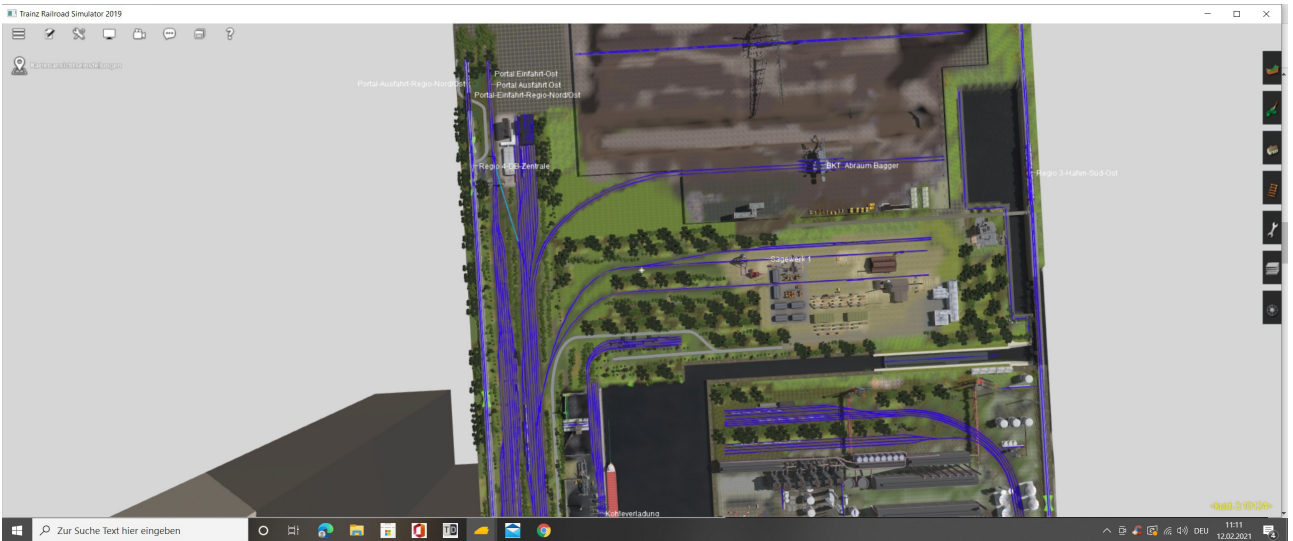 Trainz Railroad Simulator 2019
Portal Einfahrt-Ost
Portal-Ausfahrt-Regio-Nord/Ost
Portal Ausfahrt Ost
Portal-Einfahrt-Regio-Nord/Ost
Regio 4-DB-Zentrale
BKT Abraum Bagger
Regio 3-Hafen-Süd-Ost
Sägewerk 1
Kohleverladung
Zur Suche Text hier eingeben
TD
DEU
11:11
12.02.2021
4